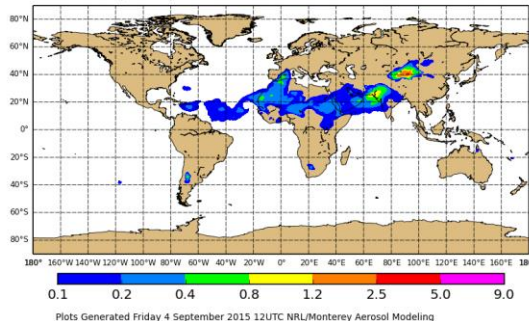 80°N
60°N
40°N
20°N
0°
20°S
40°S
60°S
80°S
180° 160° 140° 120° 100° 80° 60° 40° 20° 0° 20° 40° 60° 80° 100° 120° 140° 160° 180°
0.1 0.2 0.4 0.8 1.2 2.5 5.0 9.0
Plots Generated Friday 4 September 2015 12UTC NRL/Monterey Aerosol Modeling